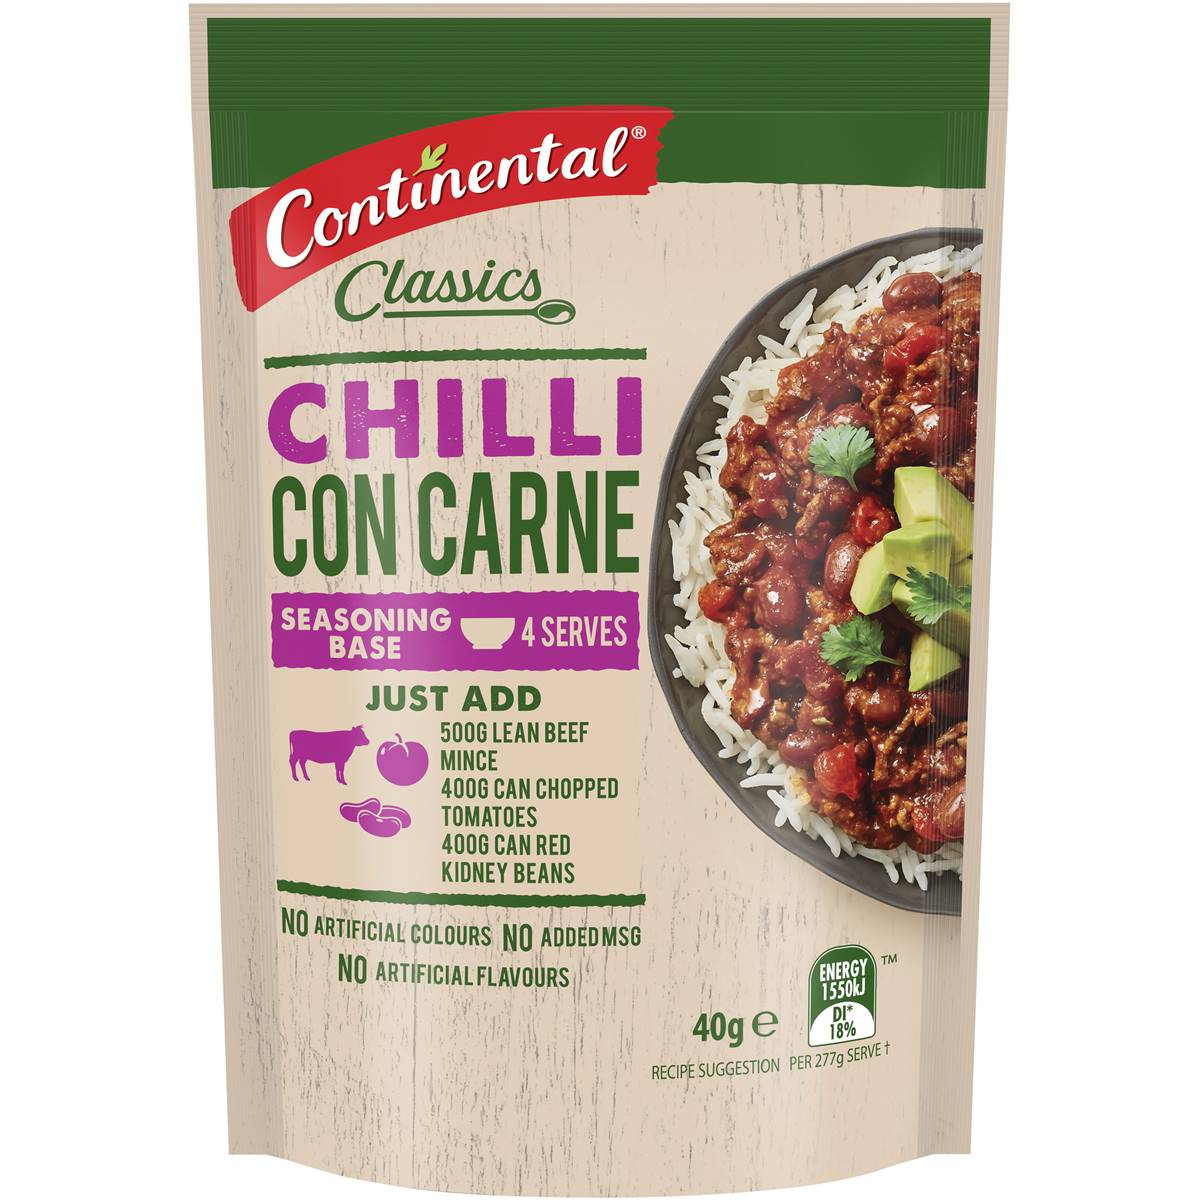 Continental®
Classics
CHILLI
CON CARNE
SEASONING
BASE
4 SERVES
JUST ADD
500G LEAN BEEF
MINCE
400G CAN CHOPPED
TOMATOES
400G CAN RED
KIDNEY BEANS
NO ARTIFICIAL COLOURS NO ADDED MSG
NO ARTIFICIAL FLAVOURS
ENERGY
1550kJ
DI*
18%
TM
40g ℮
RECIPE SUGGESTION PER 277g SERVE †